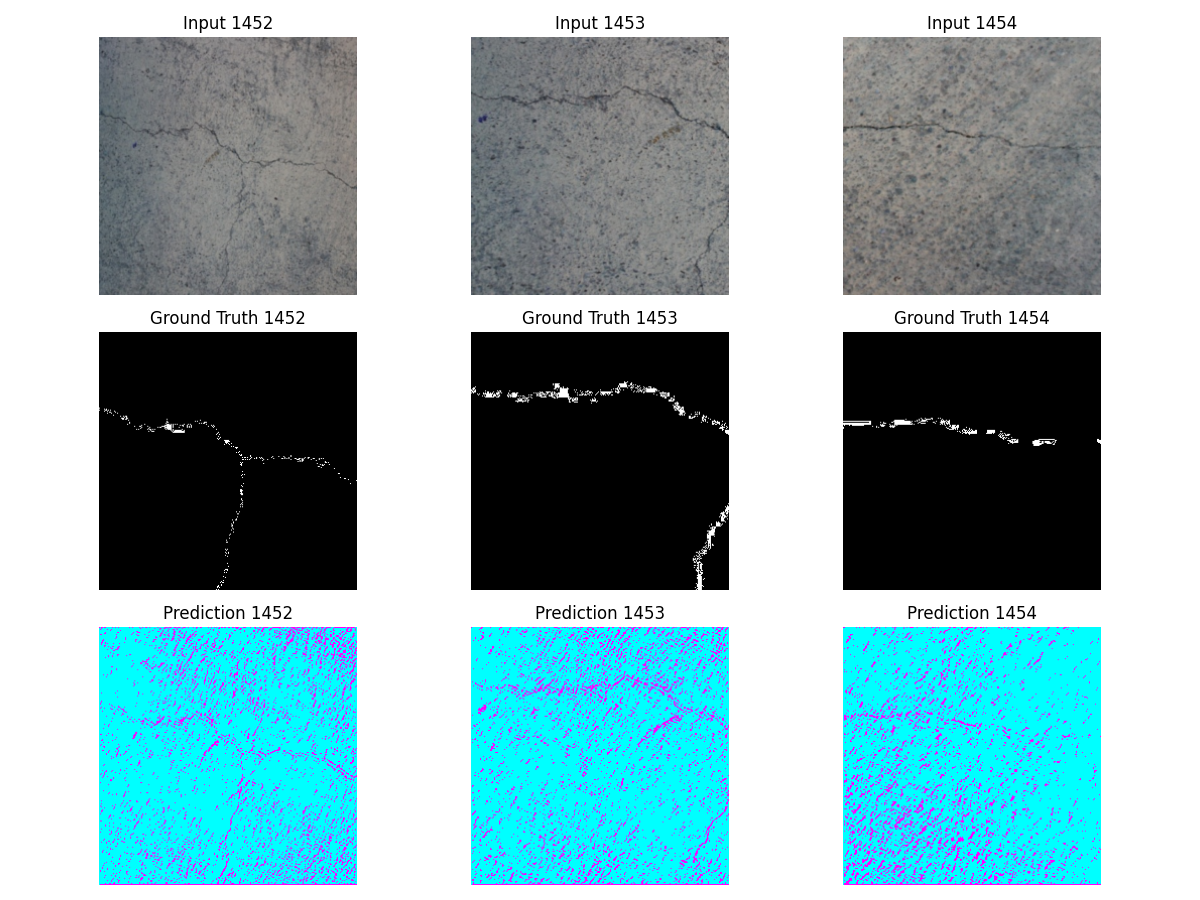 Input 1452
Input 1453
Input 1454
Ground Truth 1452
Ground Truth 1453
Ground Truth 1454
Prediction 1452
Prediction 1453
Prediction 1454